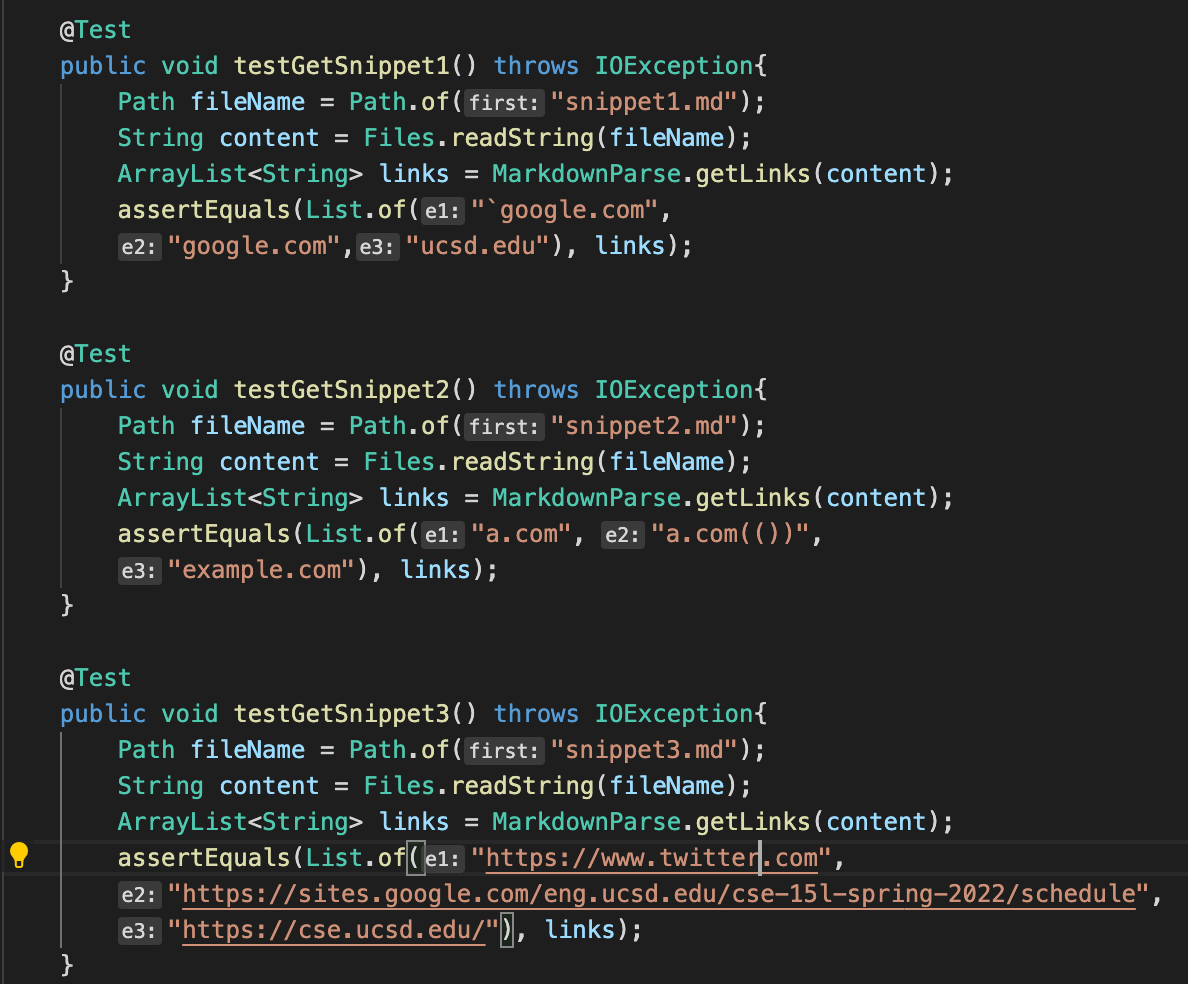 @Test
public void testGetSnippet1() throws IOException{
Path fileName = Path.of(first: "snippet1.md");
String content = Files.readString(fileName);
ArrayList<String> links = MarkdownParse.getLinks(content);
assertEquals(List.of(e1: "`google.com",
e2: "google.com",e3: "ucsd.edu"), links);
}
@Test
public void testGetSnippet2() throws IOException{
Path fileName = Path.of(first: "snippet2.md");
String content = Files.readString(fileName);
ArrayList<String> links = MarkdownParse.getLinks(content);
assertEquals(List.of(e1: "a.com", e2: "a.com(())",
e3: "example.com"), links);
}
@Test
public void testGetSnippet3() throws IOException{
Path fileName = Path.of(first: "snippet3.md");
String content = Files.readString(fileName);
ArrayList<String> links = MarkdownParse.getLinks(content);
assertEquals(List.of(e1: "https://www.twitter.com",
e2: "https://sites.google.com/eng.ucsd.edu/cse-15l-spring-2022/schedule",
e3: "https://cse.ucsd.edu/"), links);
}